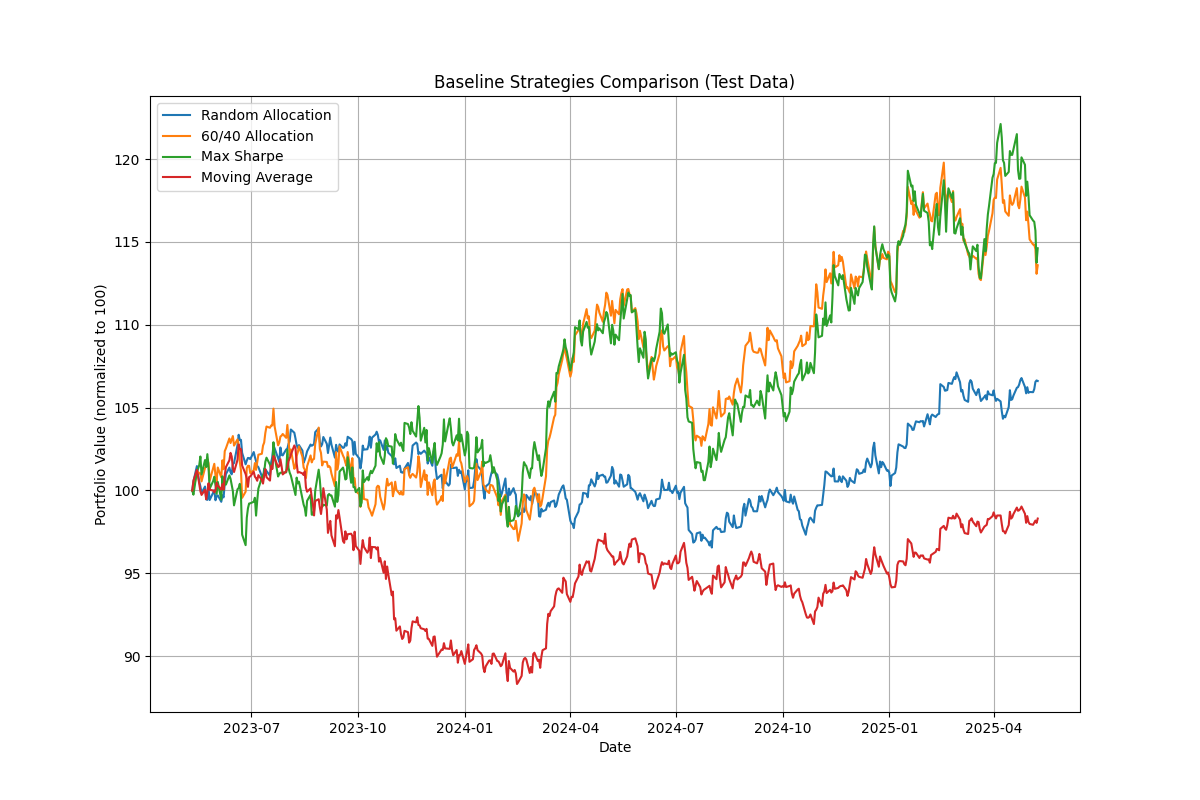 Baseline Strategies Comparison (Test Data)
Random Allocation
60/40 Allocation
Max Sharpe
Moving Average
Portfolio Value (normalized to 100)
120
115
110
105
100
95
90
2023-07 2023-10 2024-01 2024-04 2024-07 2024-10 2025-01 2025-04
Date